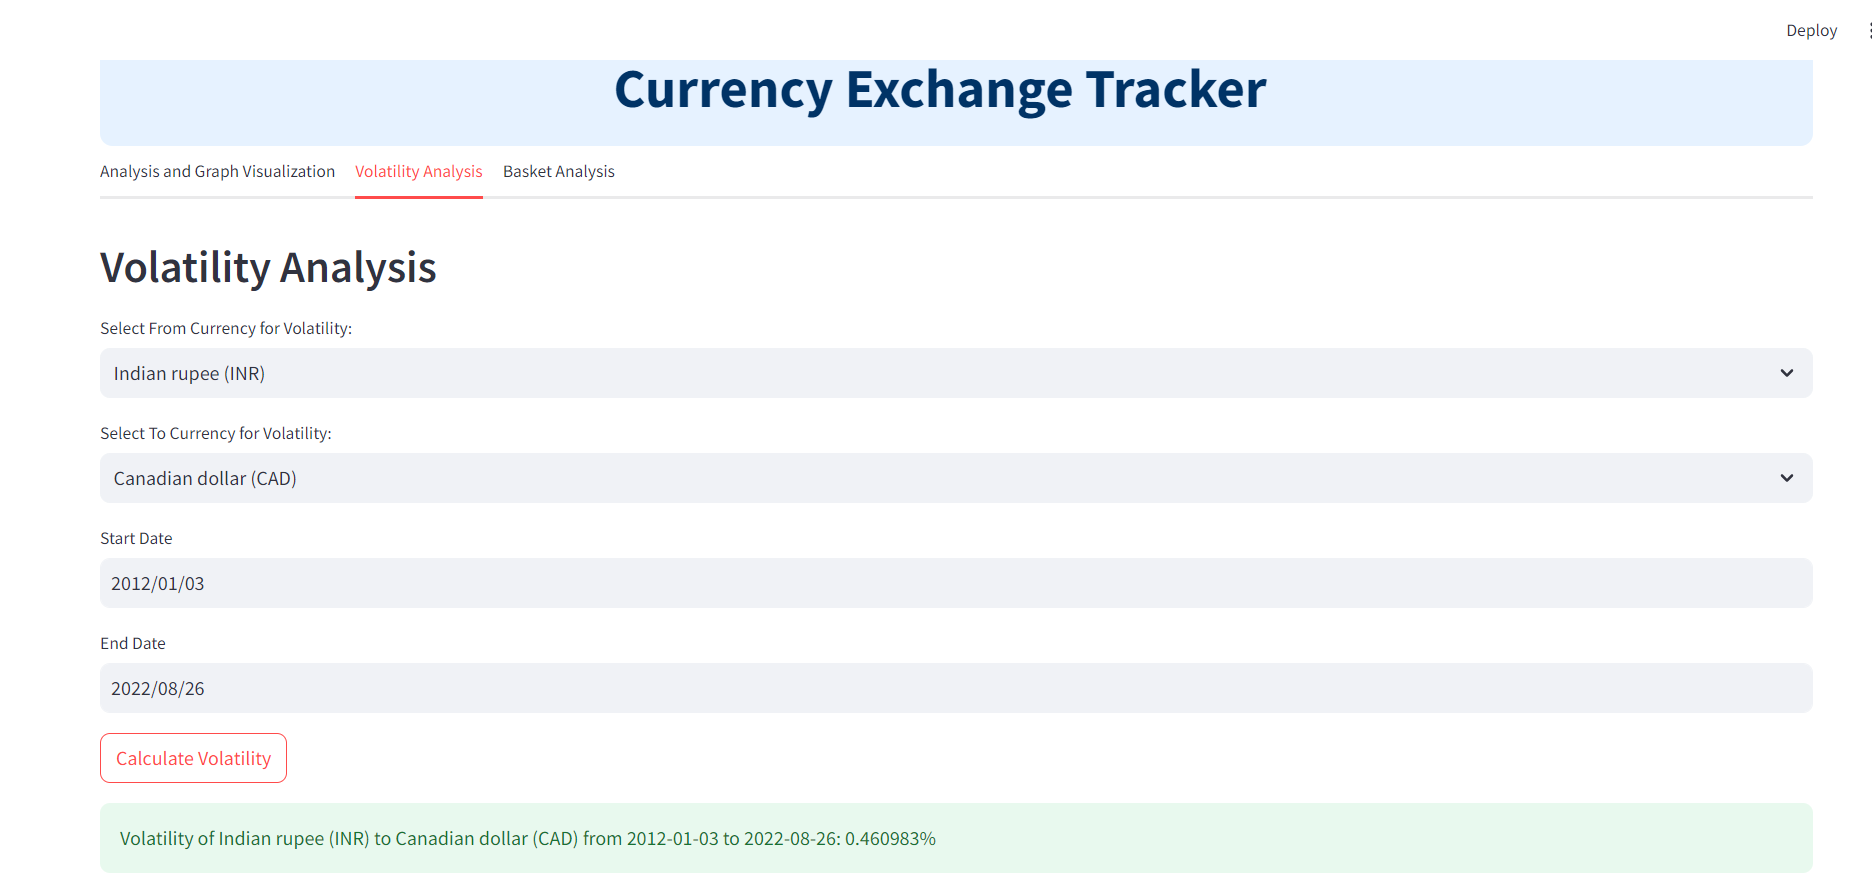 Deploy
Currency Exchange Tracker
Analysis and Graph Visualization Volatility Analysis Basket Analysis
Volatility Analysis
Select From Currency for Volatility:
Indian rupee (INR)
Select To Currency for Volatility:
Canadian dollar (CAD)
Start Date
2012/01/03
End Date
2022/08/26
Calculate Volatility
Volatility of Indian rupee (INR) to Canadian dollar (CAD) from 2012-01-03 to 2022-08-26: 0.460983%